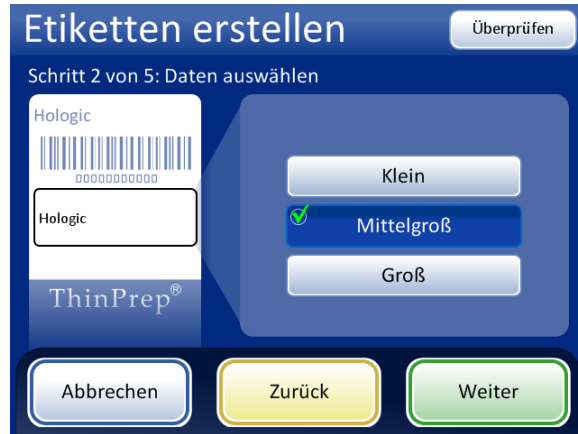 Etiketten erstellen
Überprüfen
Schritt 2 von 5: Daten auswählen
Hologic
00000000000
Hologic
ThinPrep®
Klein
Mittelgroß
Groß
Abbrechen
Zurück
Weiter